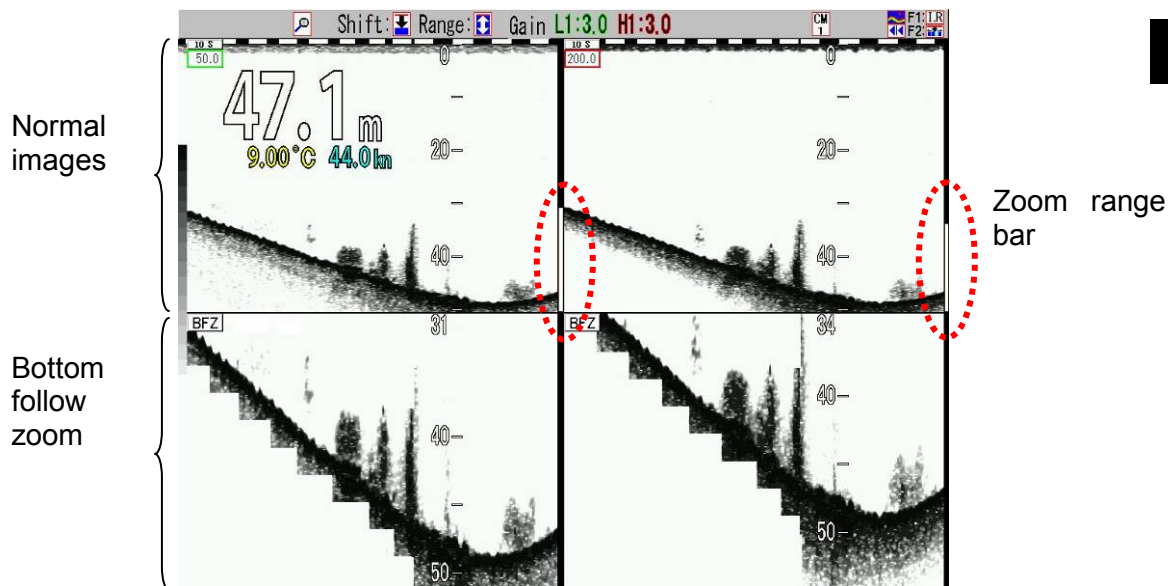 Shift: Range: Gain L1:3.0 H1:3.0 CM 1 F1: I.R F2:
10 S
50.0
0
47.1 m
9.00°C 44.0kn
20
40
10 S
200.0
0
20
40
Normal images
Zoom range bar
BFZ
31
40
50
BFZ
34
40
50
Bottom follow zoom